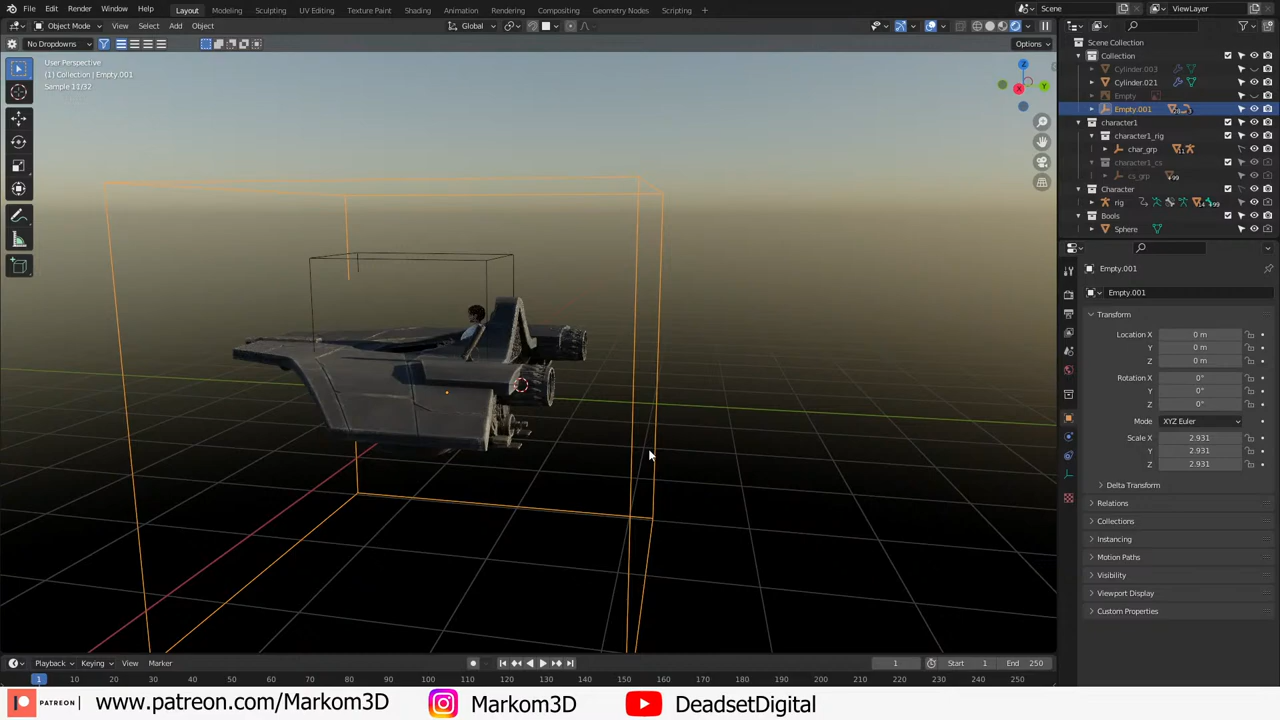 File Edit Render Window Help Layout Modeling Sculpting UV Editing Texture Paint Shading Animation Rendering Compositing Geometry Nodes Scripting Scene ViewLayer
Object Mode View Select Add Object Global
No Dropdowns Options
User Perspective
(1) Collection | Empty.001
Sample 11/32
Z
Y
X
Scene Collection
Collection
Cylinder.003
Cylinder.021
Empty
Empty.001
character1
character1_rig
char_grp
character1_cs
cs_grp
Character
rig
Bools
Sphere
Empty.001
Empty.001
Transform
Location X 0 m
Y 0 m
Z 0 m
Rotation X 0°
Y 0°
Z 0°
Mode XYZ Euler
Scale X 2.931
Y 2.931
Z 2.931
Delta Transform
Relations
Collections
Instancing
Motion Paths
Visibility
Viewport Display
Custom Properties
Playback Keying View Marker 1 Start 1 End 250
1 10 20 30 40 50 60 70 80 90 100 110 120 130 140 150 160 170 180 190 200 210 220 230 240 250
PATREON www.patreon.com/Markom3D Markom3D DeadsetDigital